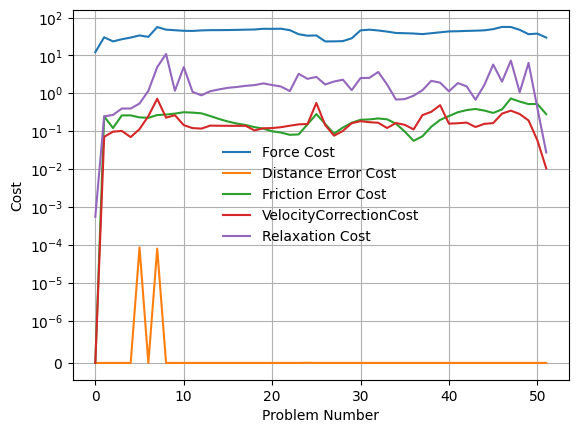 10²
10¹
10⁰
10⁻¹
10⁻²
10⁻³
10⁻⁴
10⁻⁵
10⁻⁶
0
Cost
Force Cost
Distance Error Cost
Friction Error Cost
VelocityCorrectionCost
Relaxation Cost
0 10 20 30 40 50
Problem Number